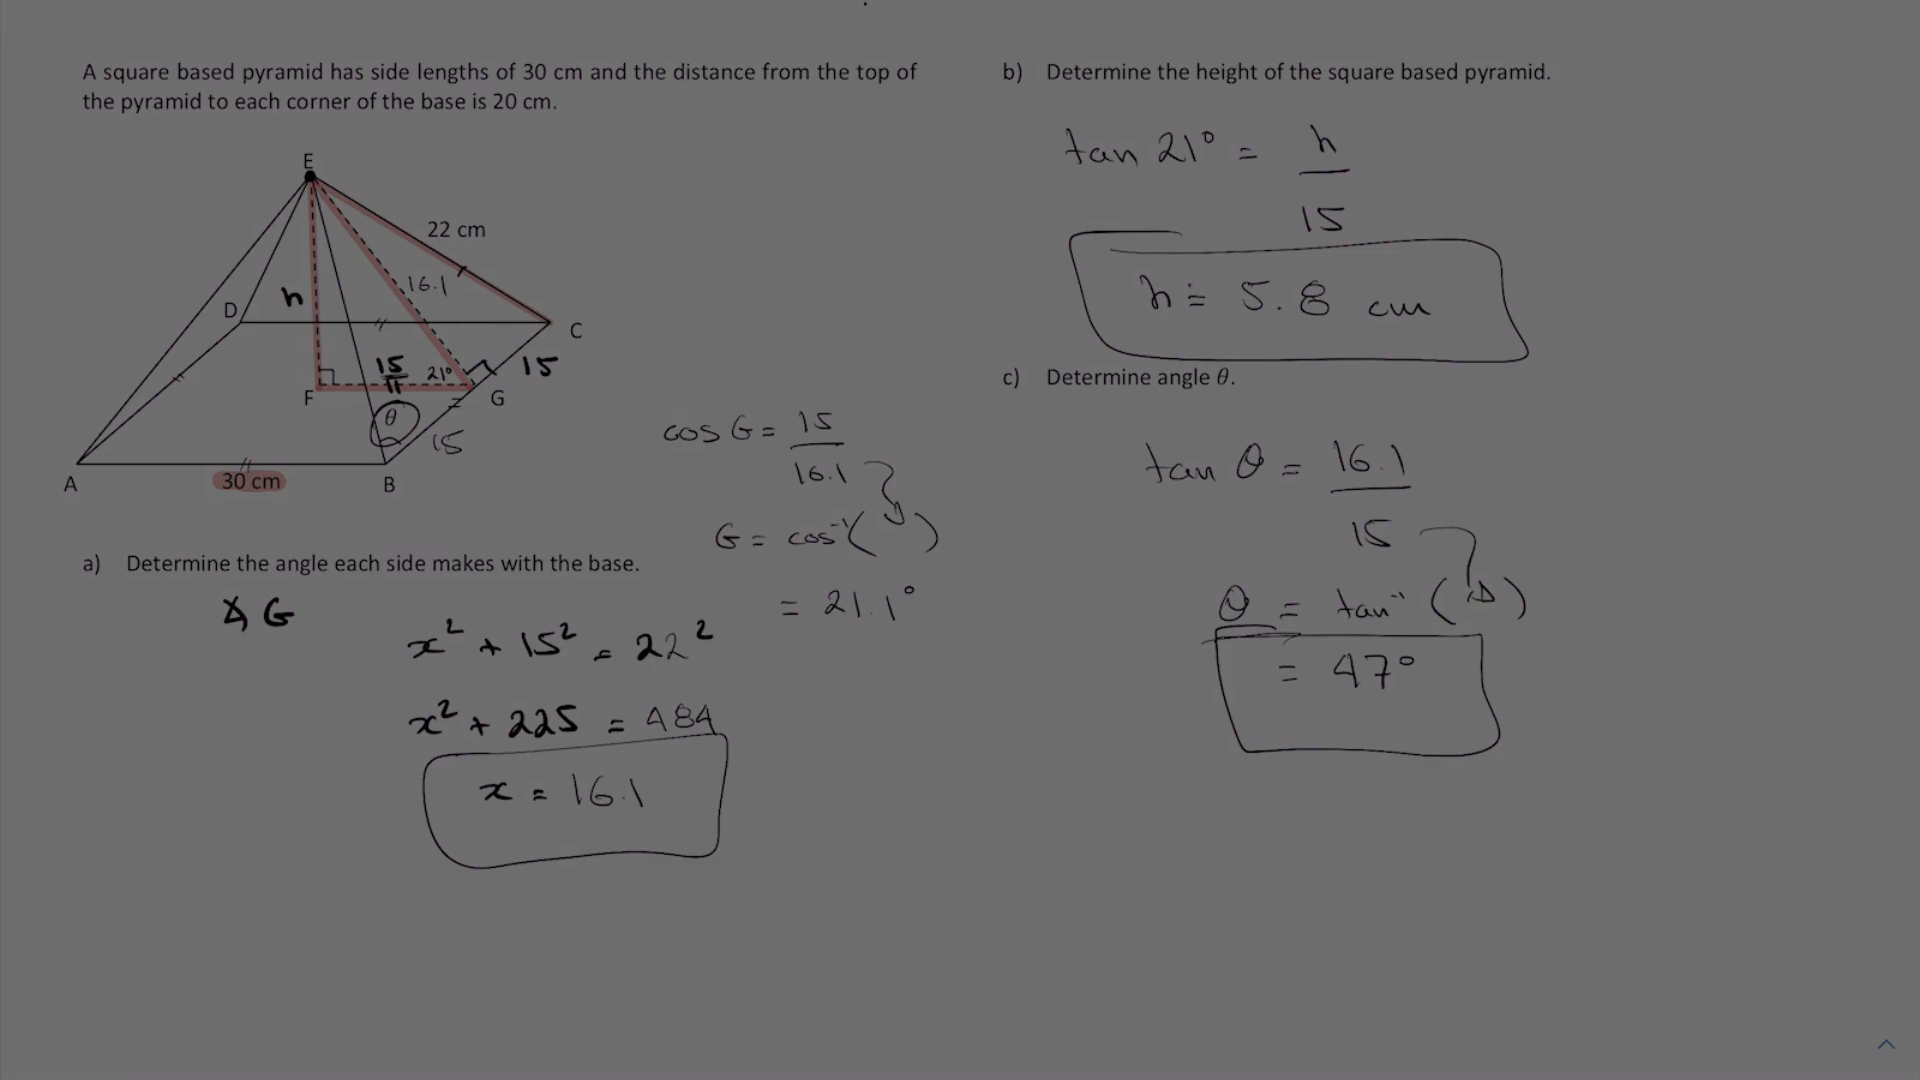 A square based pyramid has side lengths of 30 cm and the distance from the top of
the pyramid to each corner of the base is 20 cm.
E
22 cm
16.1
h
D
C
15
15
21°
F
G
θ
15
A
30 cm
B
cos G = 15/16.1
G = cos⁻¹( )
= 21.1°
a) Determine the angle each side makes with the base.
∡ G
x² + 15² = 22²
x² + 225 = 484
x = 16.1
b) Determine the height of the square based pyramid.
tan 21° = h/15
h ≐ 5.8 cm
c) Determine angle θ.
tan θ = 16.1/15
θ = tan⁻¹( )
= 47°